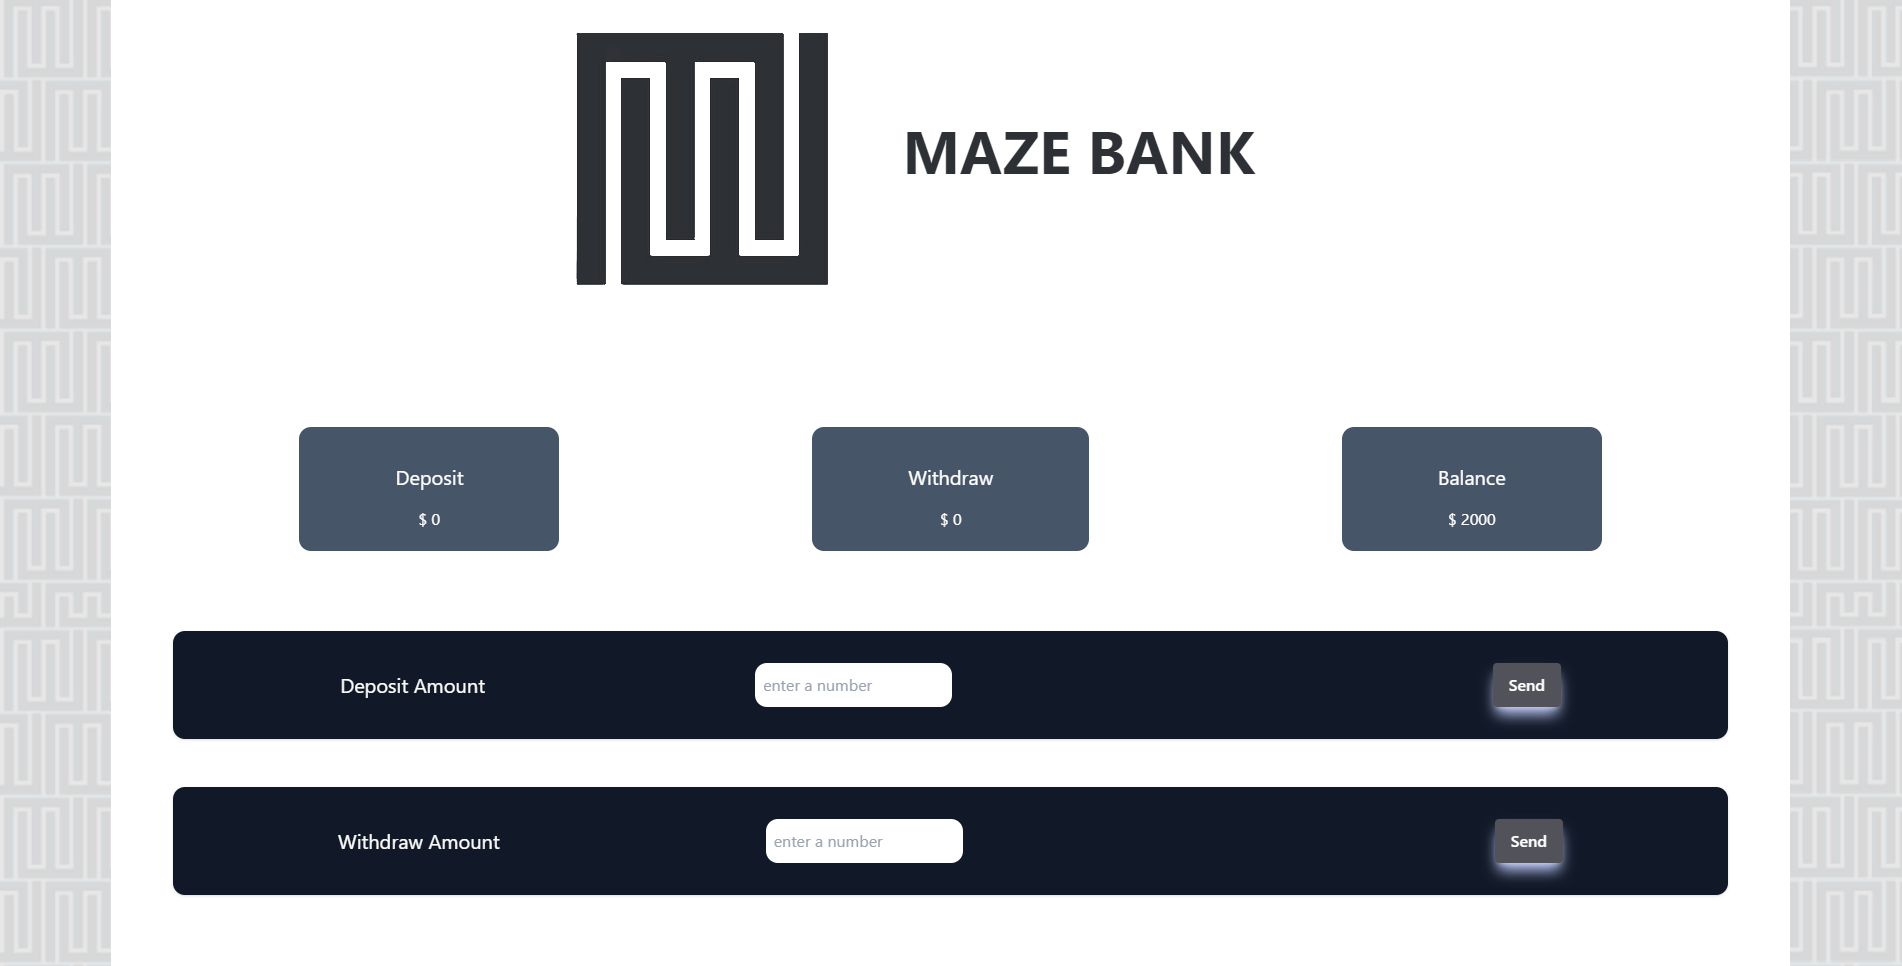 MAZE BANK
Deposit
$ 0
Withdraw
$ 0
Balance
$ 2000
Deposit Amount
enter a number
Send
Withdraw Amount
enter a number
Send